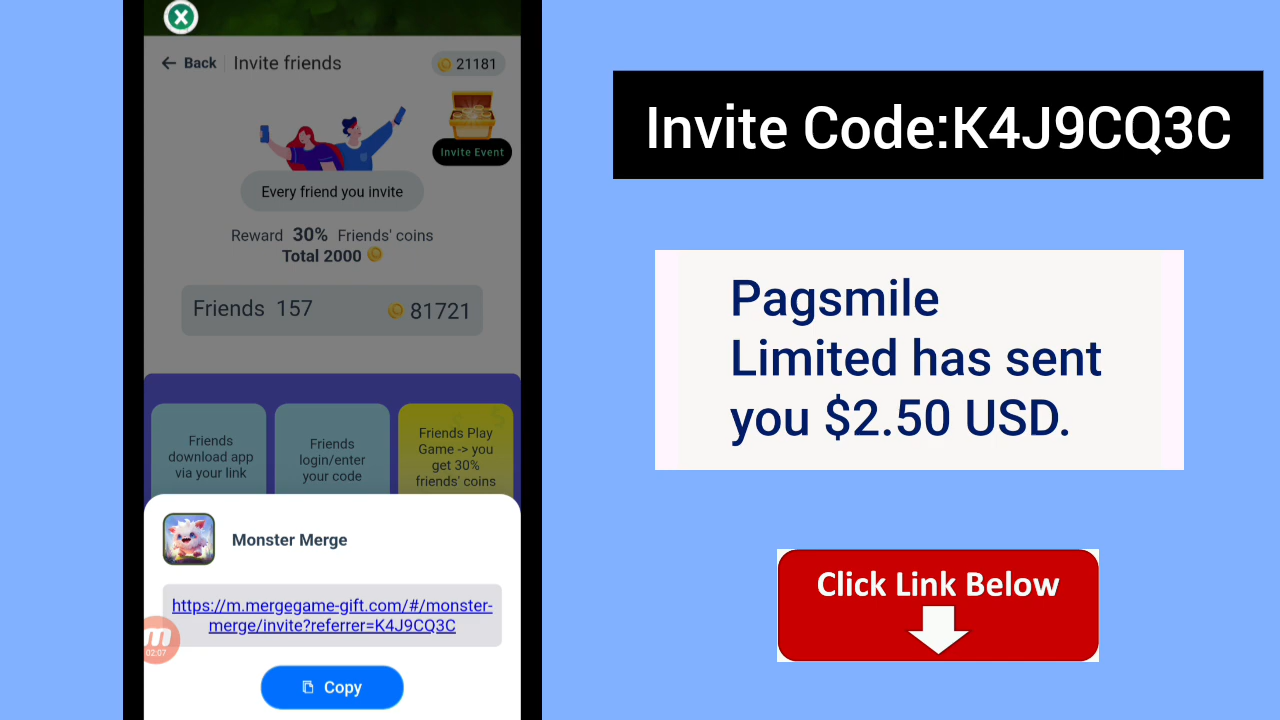 Back
Invite friends
21181
Invite Event
Every friend you invite
Reward 30% Friends' coins
Total 2000
Friends 157
81721
Friends
download app
via your link
Friends
login/enter
your code
Friends Play
Game -> you
get 30%
friends' coins
Monster Merge
https://m.mergegame-gift.com/#/monster-
merge/invite?referrer=K4J9CQ3C
02:07
Copy
Invite Code:K4J9CQ3C
Pagsmile
Limited has sent
you $2.50 USD.
Click Link Below